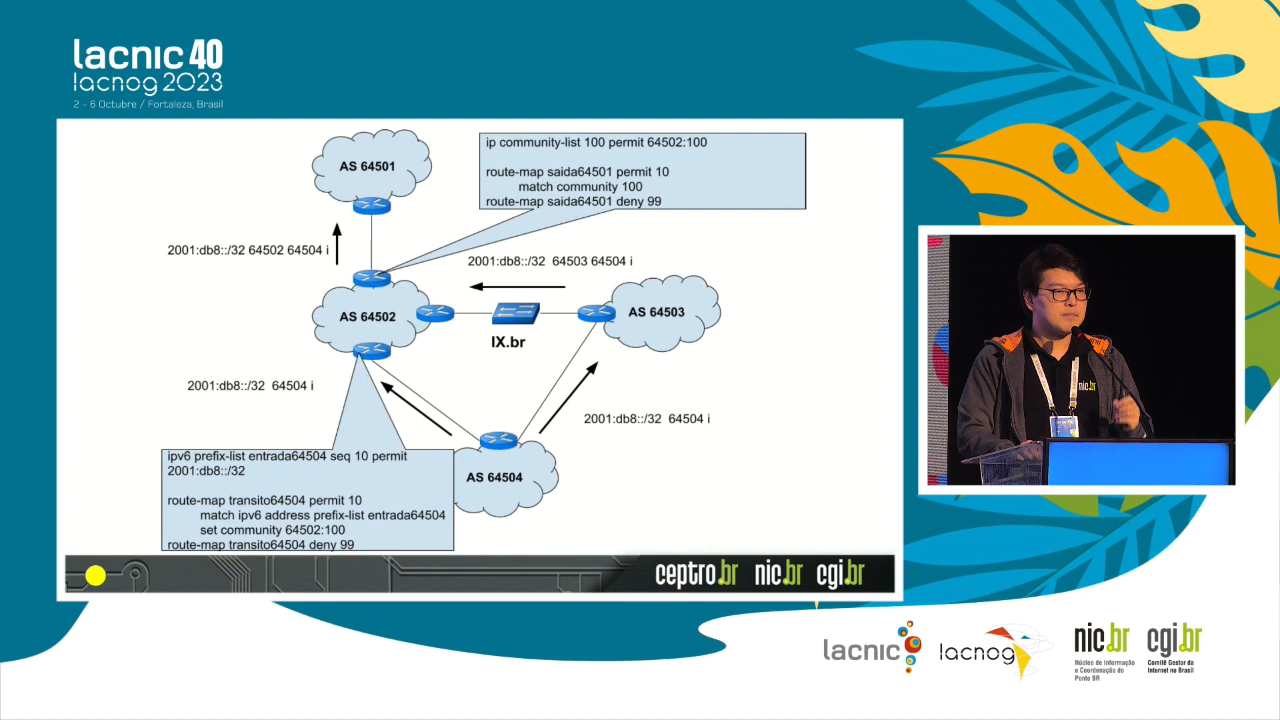 lacnic 40
lacnog 2023
2 - 6 Octubre / Fortaleza, Brasil
AS 64501
ip community-list 100 permit 64502:100
route-map saida64501 permit 10
match community 100
route-map saida64501 deny 99
2001:db8::/32 64502 64504 i
2001:db8::/32 64503 64504 i
AS 64502
IX.br
AS 64503
2001:db8::/32 64504 i
2001:db8::/32 64504 i
ipv6 prefix-list entrada64504 seq 10 permit
2001:db8::/32
route-map transito64504 permit 10
match ipv6 address prefix-list entrada64504
set community 64502:100
route-map transito64504 deny 99
AS 64504
ceptro.br nic.br cgi.br
nic.br
lacnic
lacnog
nic.br
Núcleo de Informação
e Coordenação do
Ponto BR
cgi.br
Comitê Gestor da
Internet no Brasil